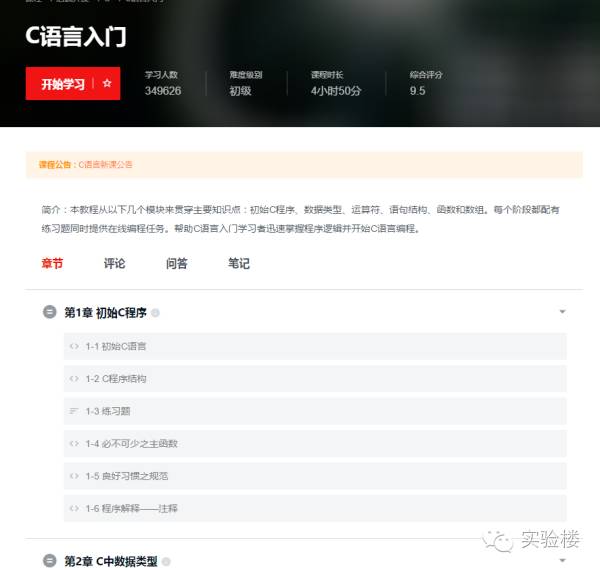 C语言入门
开始学习
学习人数
349626
难度级别
初级
课程时长
4小时50分
综合评分
9.5
课程公告：C语言新课公告
简介：本教程从以下几个模块来贯穿主要知识点：初始C程序、数据类型、运算符、语句结构、函数和数组。每个阶段都配有
练习题同时提供在线编程任务。帮助C语言入门学习者迅速掌握程序逻辑并开始C语言编程。
章节 评论 问答 笔记
第1章 初始C程序
1-1 初始C语言
1-2 C程序结构
1-3 练习题
1-4 必不可少之主函数
1-5 良好习惯之规范
1-6 程序解释——注释
实验楼
第2章 C中数据类型